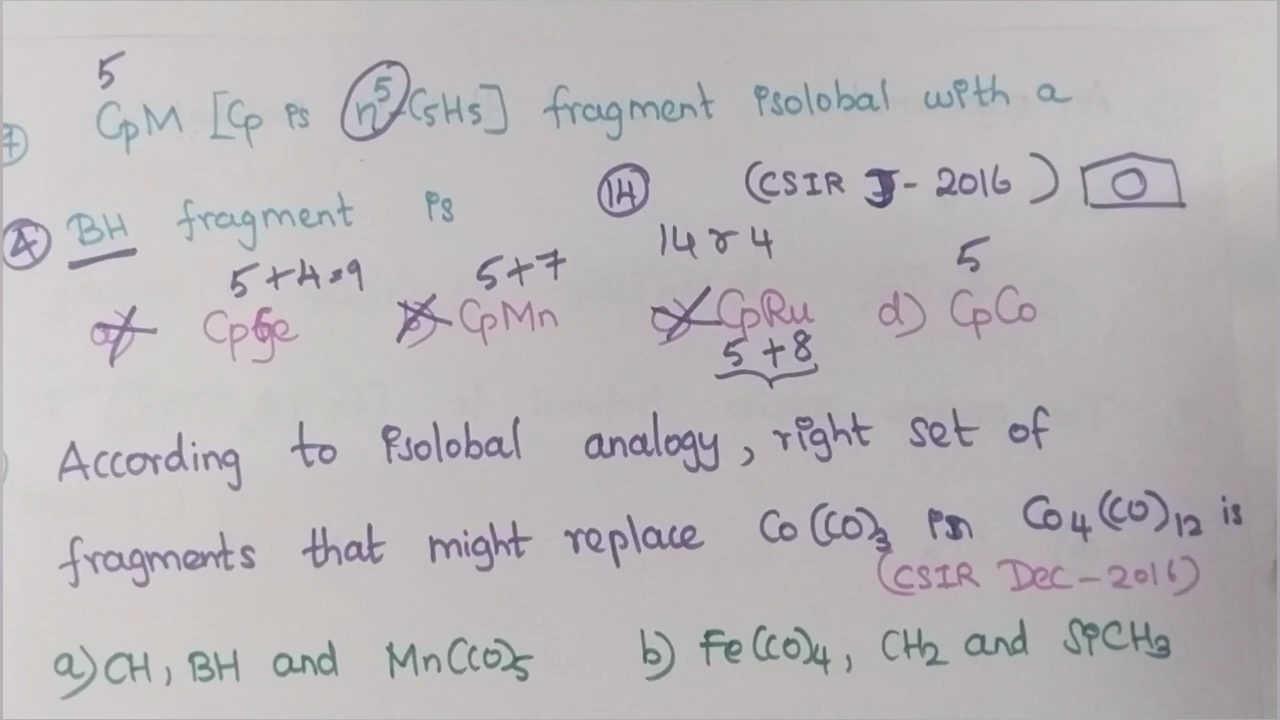 5
7) CpM [Cp is η⁵-C5H5] fragment isolobal with a
14 (CSIR J - 2016)
4 BH fragment is
14 & 4
5+4=9 5+7 5
a) CpGe b) CpMn c) CpRu d) CpCo
5+8
According to isolobal analogy, right set of
fragments that might replace Co(CO)3 in Co4(CO)12 is
(CSIR Dec-2016)
a) CH, BH and Mn(CO)5 b) Fe(CO)4, CH2 and SiCH3